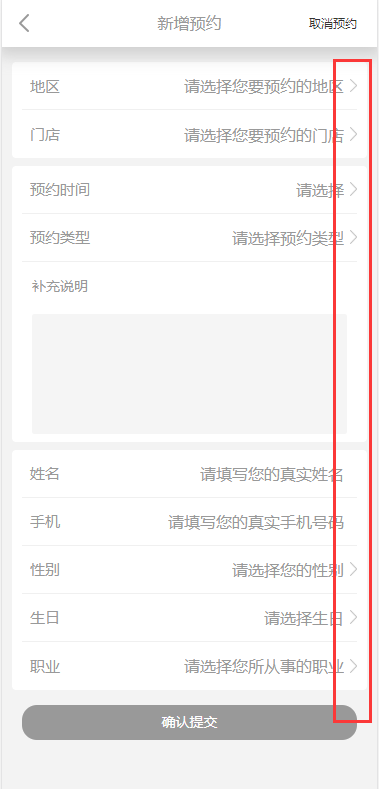 新增预约 取消预约
地区 请选择您要预约的地区
门店 请选择您要预约的门店
预约时间 请选择
预约类型 请选择预约类型
补充说明
姓名 请填写您的真实姓名
手机 请填写您的真实手机号码
性别 请选择您的性别
生日 请选择生日
职业 请选择您所从事的职业
确认提交